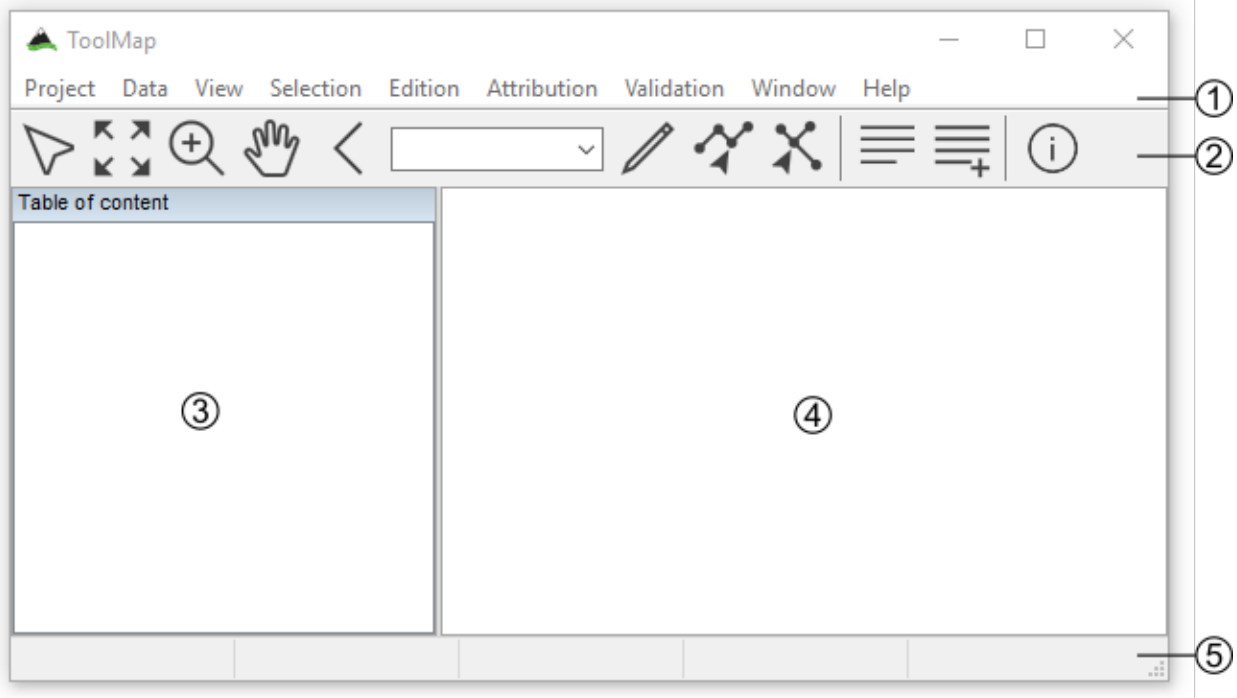 ToolMap
Project Data View Selection Edition Attribution Validation Window Help
①
②
Table of content
③
④
⑤